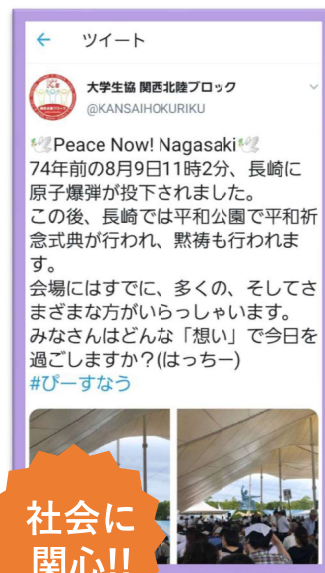 ← ツイート
大学生協 関西北陸ブロック
@KANSAIHOKURIKU
🕊Peace Now! Nagasaki🕊
74年前の8月9日11時2分、長崎に
原子爆弾が投下されました。
この後、長崎では平和公園で平和祈
念式典が行われ、黙祷も行われま
す。
会場にはすでに、多くの、そしてさ
まざまな方がいらっしゃいます。
みなさんはどんな「想い」で今日を
過ごしますか？(はっちー)
#ぴーすなう
社会に
関心!!